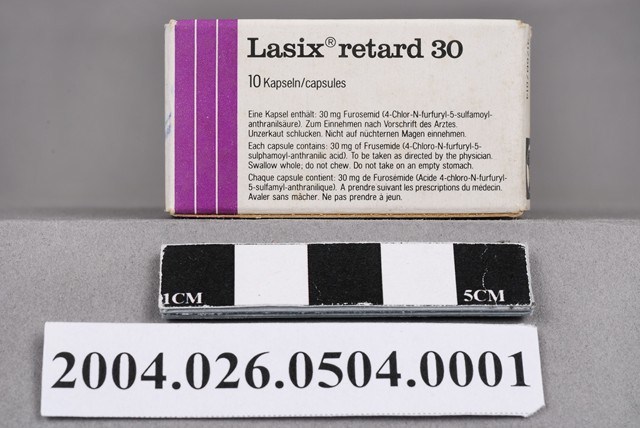 Lasix® retard 30
10 Kapseln/capsules
Eine Kapsel enthält: 30 mg Furosemid (4-Chlor-N-furfuryl-5-sulfamoyl-
anthranilsäure). Zum Einnehmen nach Vorschrift des Arztes.
Unzerkaut schlucken. Nicht auf nüchternen Magen einnehmen.
Each capsule contains: 30 mg of Frusemide (4-Chloro-N-furfuryl-5-
sulphamoyl-anthranilic acid). To be taken as directed by the physician.
Swallow whole; do not chew. Do not take on an empty stomach.
Chaque capsule contient: 30 mg de Furosémide (Acide 4-chloro-N-furfuryl-
5-sulfamyl-anthranilique). A prendre suivant les prescriptions du médecin.
Avaler sans mâcher. Ne pas prendre à jeun.
1CM 5CM
2004.026.0504.0001